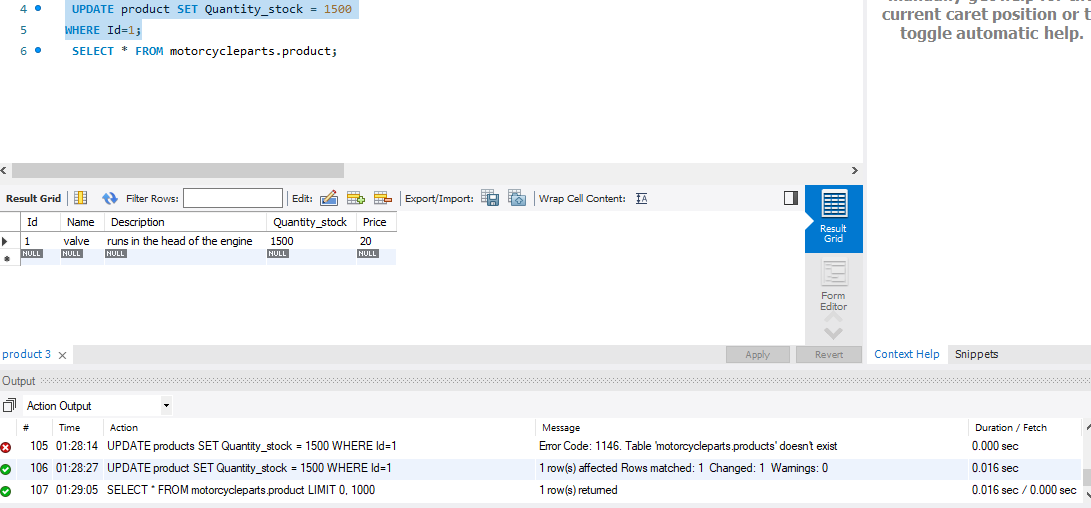 4 UPDATE product SET Quantity_stock = 1500
5 WHERE Id=1;
6 SELECT * FROM motorcycleparts.product;
current caret position or t
toggle automatic help.
Result Grid Filter Rows: Edit: Export/Import: Wrap Cell Content:
Id Name Description Quantity_stock Price
1 valve runs in the head of the engine 1500 20
NULL NULL NULL NULL NULL
Result
Grid
Form
Editor
product 3
Apply Revert
Context Help Snippets
Output
Action Output
# Time Action Message Duration / Fetch
105 01:28:14 UPDATE products SET Quantity_stock = 1500 WHERE Id=1 Error Code: 1146. Table 'motorcycleparts.products' doesn't exist 0.000 sec
106 01:28:27 UPDATE product SET Quantity_stock = 1500 WHERE Id=1 1 row(s) affected Rows matched: 1 Changed: 1 Warnings: 0 0.016 sec
107 01:29:05 SELECT * FROM motorcycleparts.product LIMIT 0, 1000 1 row(s) returned 0.016 sec / 0.000 sec